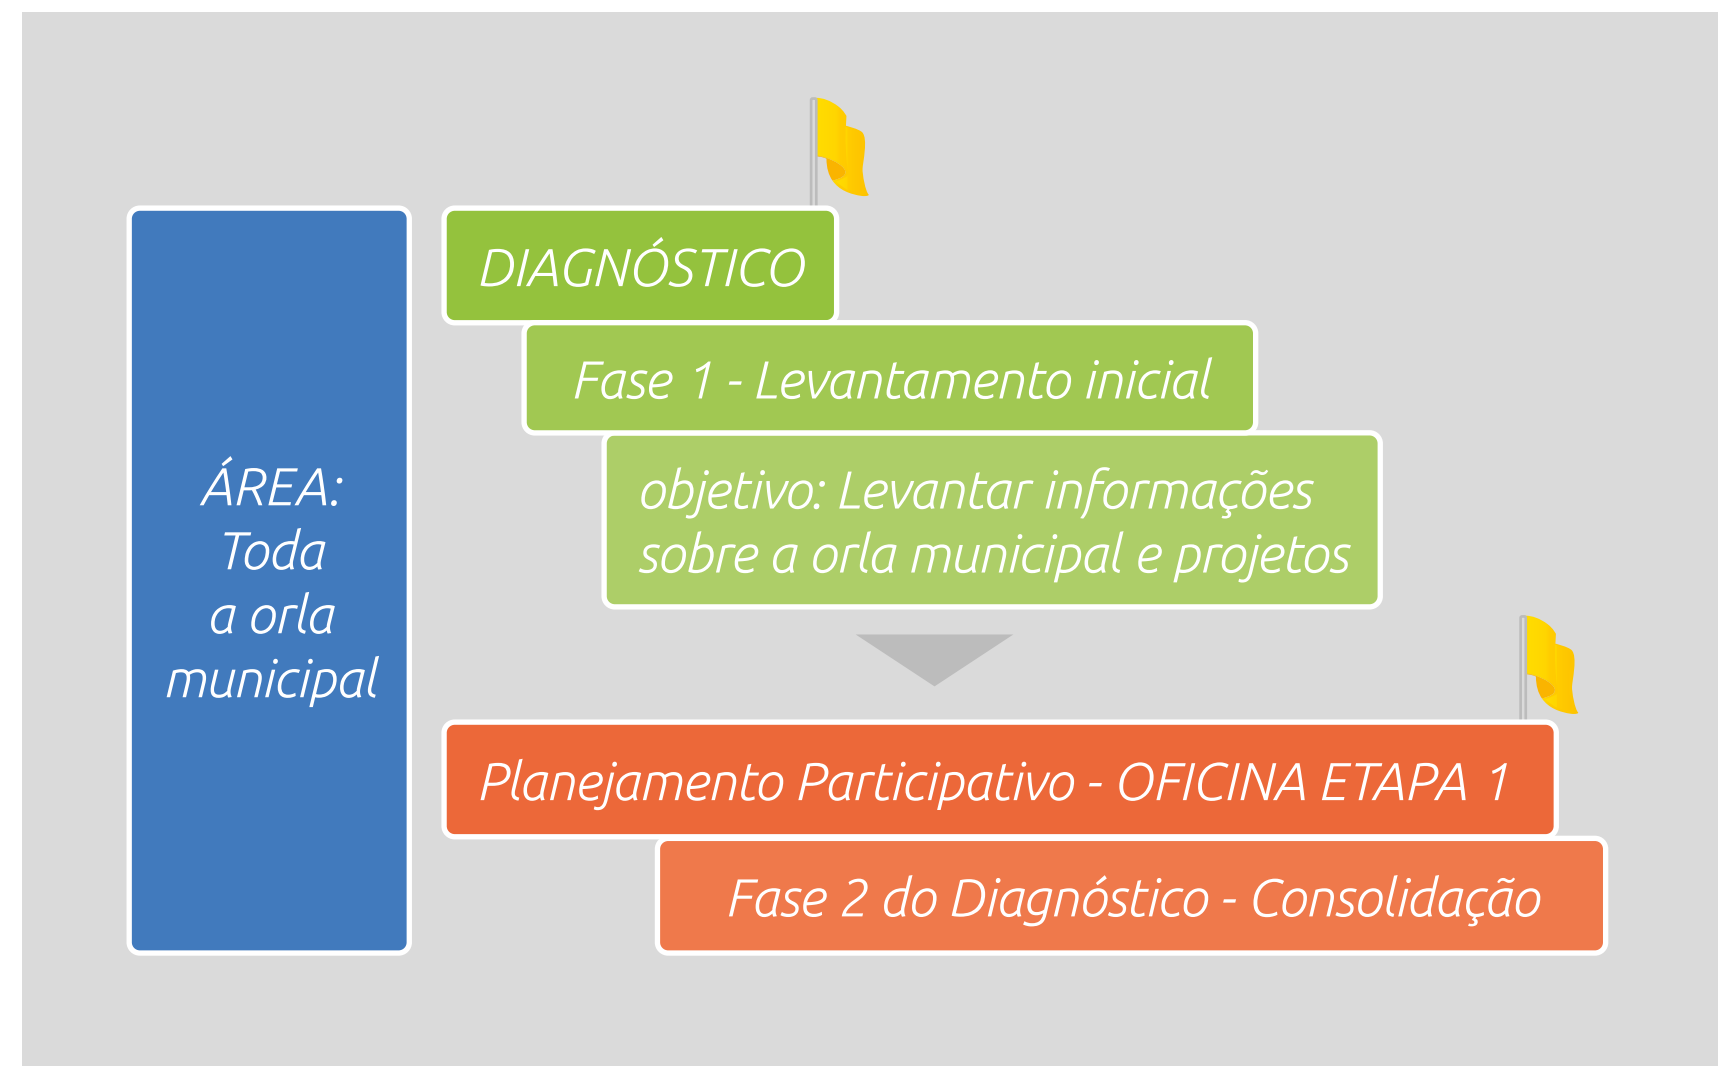 ÁREA:
Toda
a orla
municipal
DIAGNÓSTICO
Fase 1 - Levantamento inicial
objetivo: Levantar informações
sobre a orla municipal e projetos
Planejamento Participativo - OFICINA ETAPA 1
Fase 2 do Diagnóstico - Consolidação